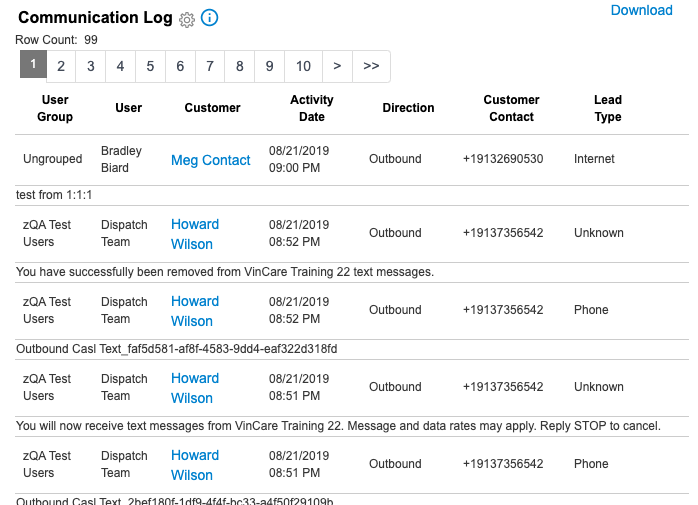 Communication Log
Download
Row Count: 99
1 2 3 4 5 6 7 8 9 10 > >>
User Group User Customer Activity Date Direction Customer Contact Lead Type
Ungrouped Bradley Biard Meg Contact 08/21/2019 09:00 PM Outbound +19132690530 Internet
test from 1:1:1
zQA Test Users Dispatch Team Howard Wilson 08/21/2019 08:52 PM Outbound +19137356542 Unknown
You have successfully been removed from VinCare Training 22 text messages.
zQA Test Users Dispatch Team Howard Wilson 08/21/2019 08:52 PM Outbound +19137356542 Phone
Outbound Casl Text_faf5d581-af8f-4583-9dd4-eaf322d318fd
zQA Test Users Dispatch Team Howard Wilson 08/21/2019 08:51 PM Outbound +19137356542 Unknown
You will now receive text messages from VinCare Training 22. Message and data rates may apply. Reply STOP to cancel.
zQA Test Users Dispatch Team Howard Wilson 08/21/2019 08:51 PM Outbound +19137356542 Phone
Outbound Casl Text_2bef180f-1df9-4f4f-bc33-a4f50f29109b